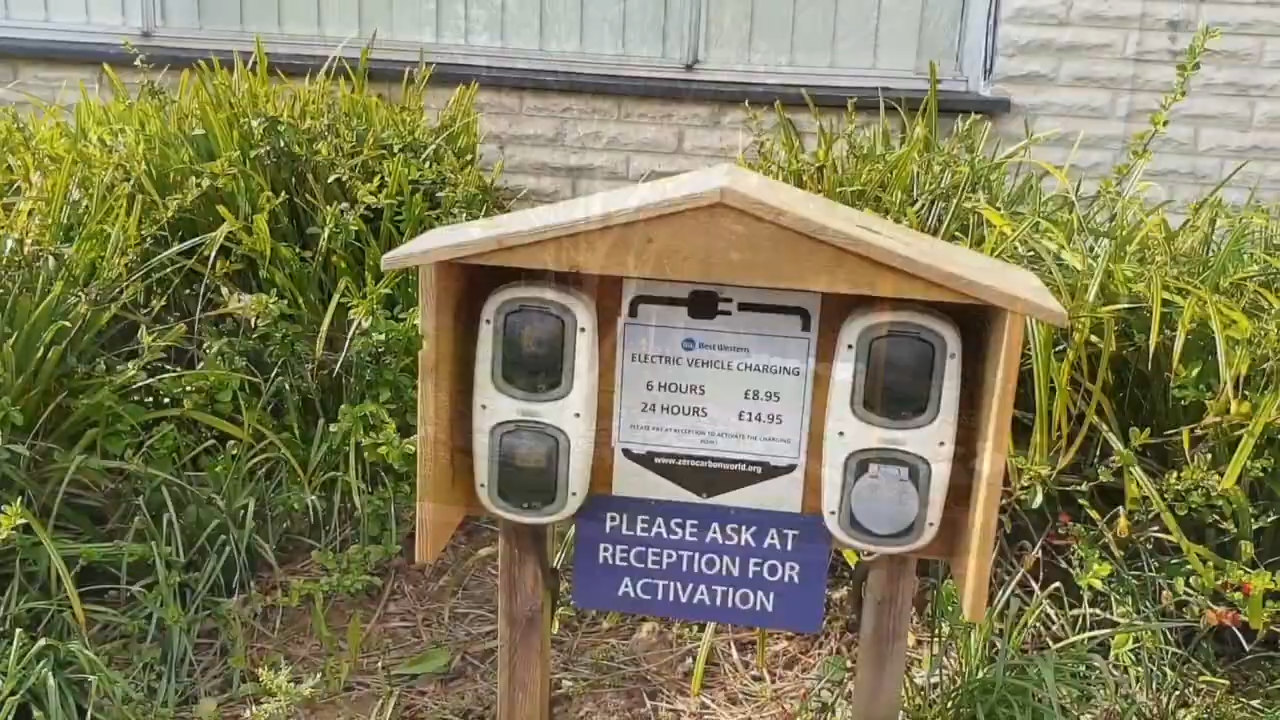 Best Western
ELECTRIC VEHICLE CHARGING
6 HOURS £8.95
24 HOURS £14.95
PLEASE PAY AT RECEPTION TO ACTIVATE THE CHARGING
POINT
www.zerocarbonworld.org
PLEASE ASK AT
RECEPTION FOR
ACTIVATION